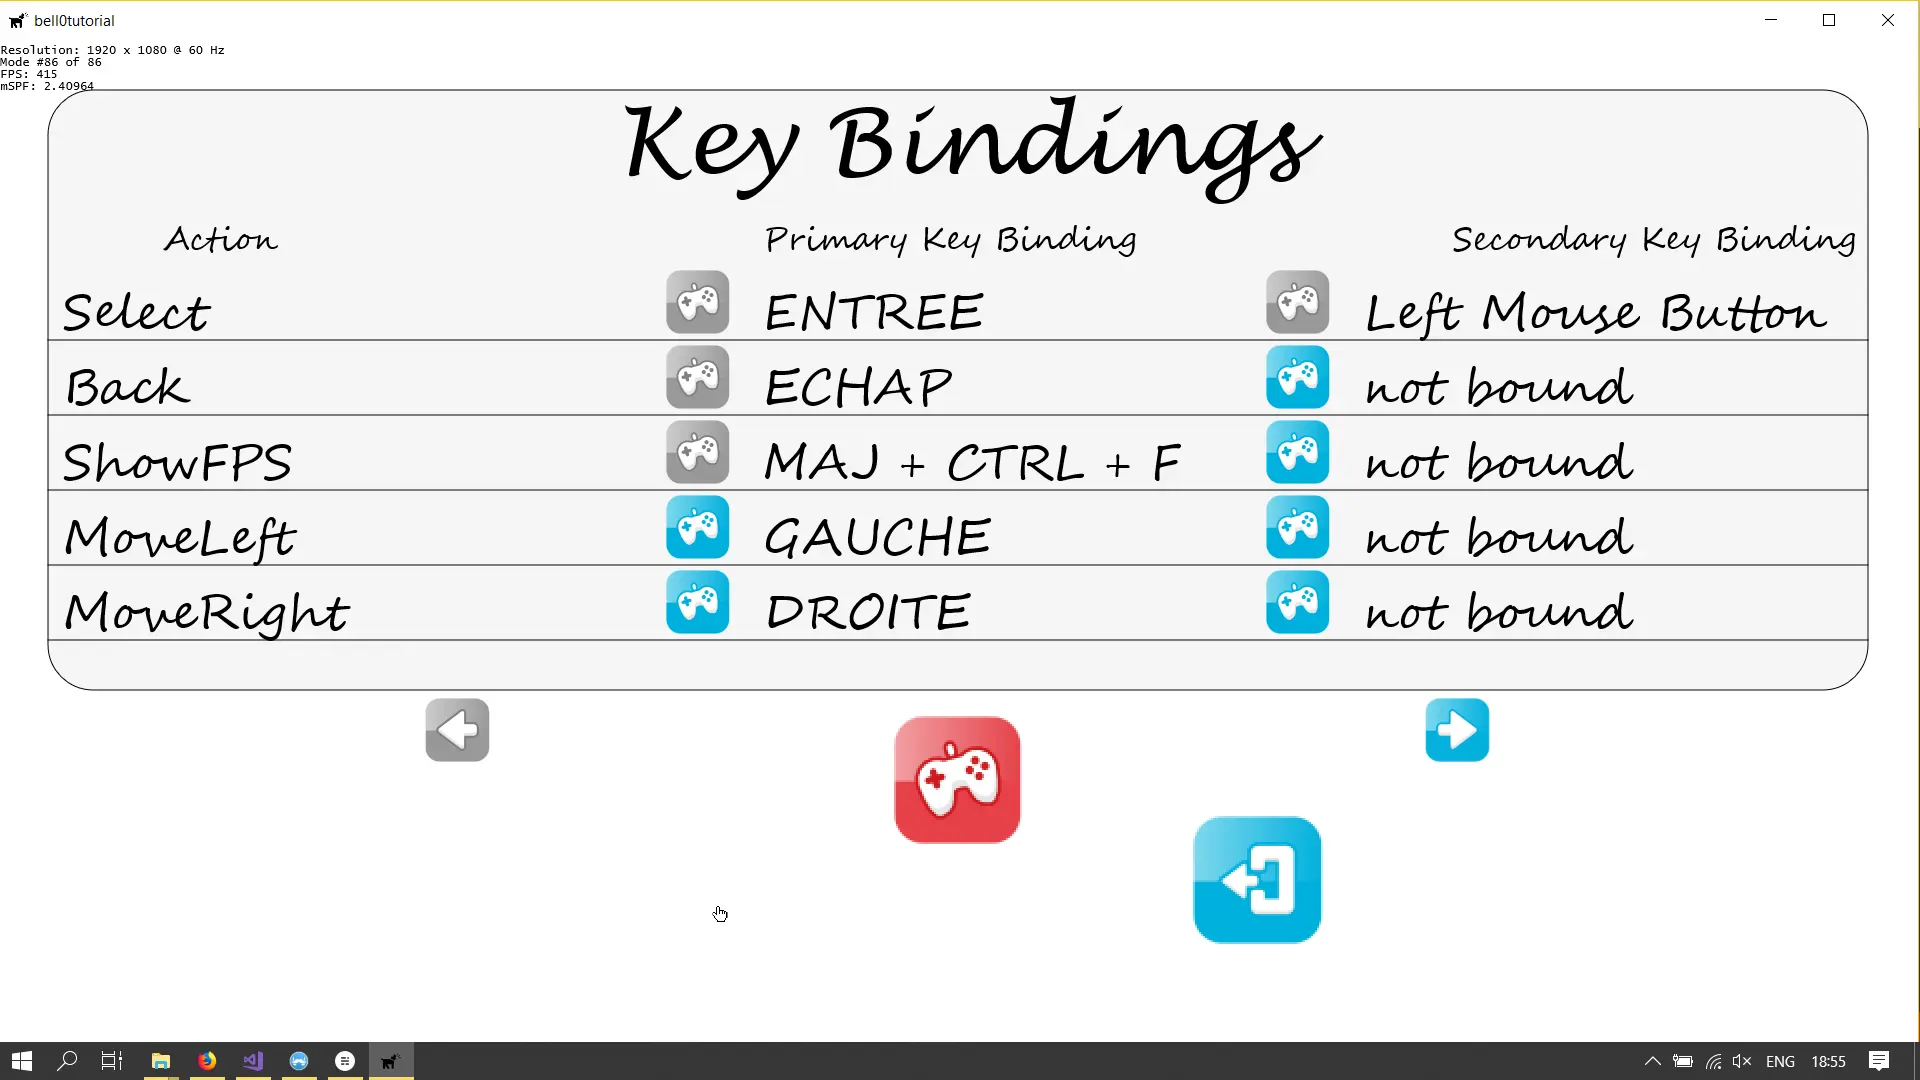 bell0tutorial
Resolution: 1920 x 1080 @ 60 Hz
Mode #86 of 86
FPS: 415
mSPF: 2.40964
Key Bindings
Action Primary Key Binding Secondary Key Binding
Select ENTREE Left Mouse Button
Back ECHAP not bound
ShowFPS MAJ + CTRL + F not bound
MoveLeft GAUCHE not bound
MoveRight DROITE not bound
ENG 18:55